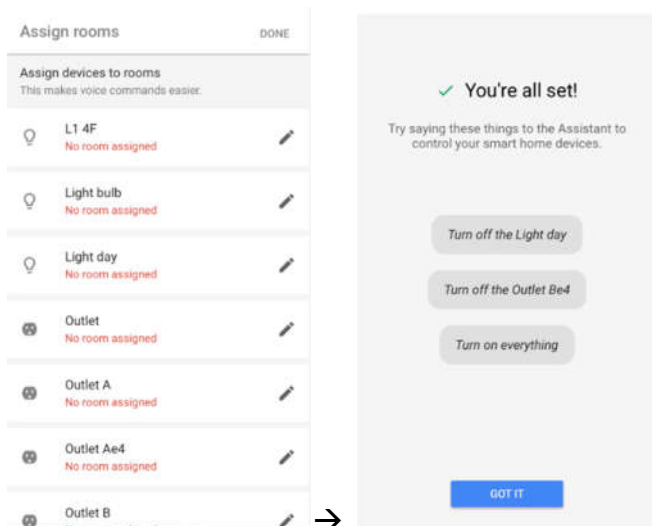 Assign rooms DONE
Assign devices to rooms
This makes voice commands easier.
L1 4F
No room assigned
Light bulb
No room assigned
Light day
No room assigned
Outlet
No room assigned
Outlet A
No room assigned
Outlet Ae4
No room assigned
Outlet B
→
You're all set!
Try saying these things to the Assistant to
control your smart home devices.
Turn off the Light day
Turn off the Outlet Be4
Turn on everything
GOT IT